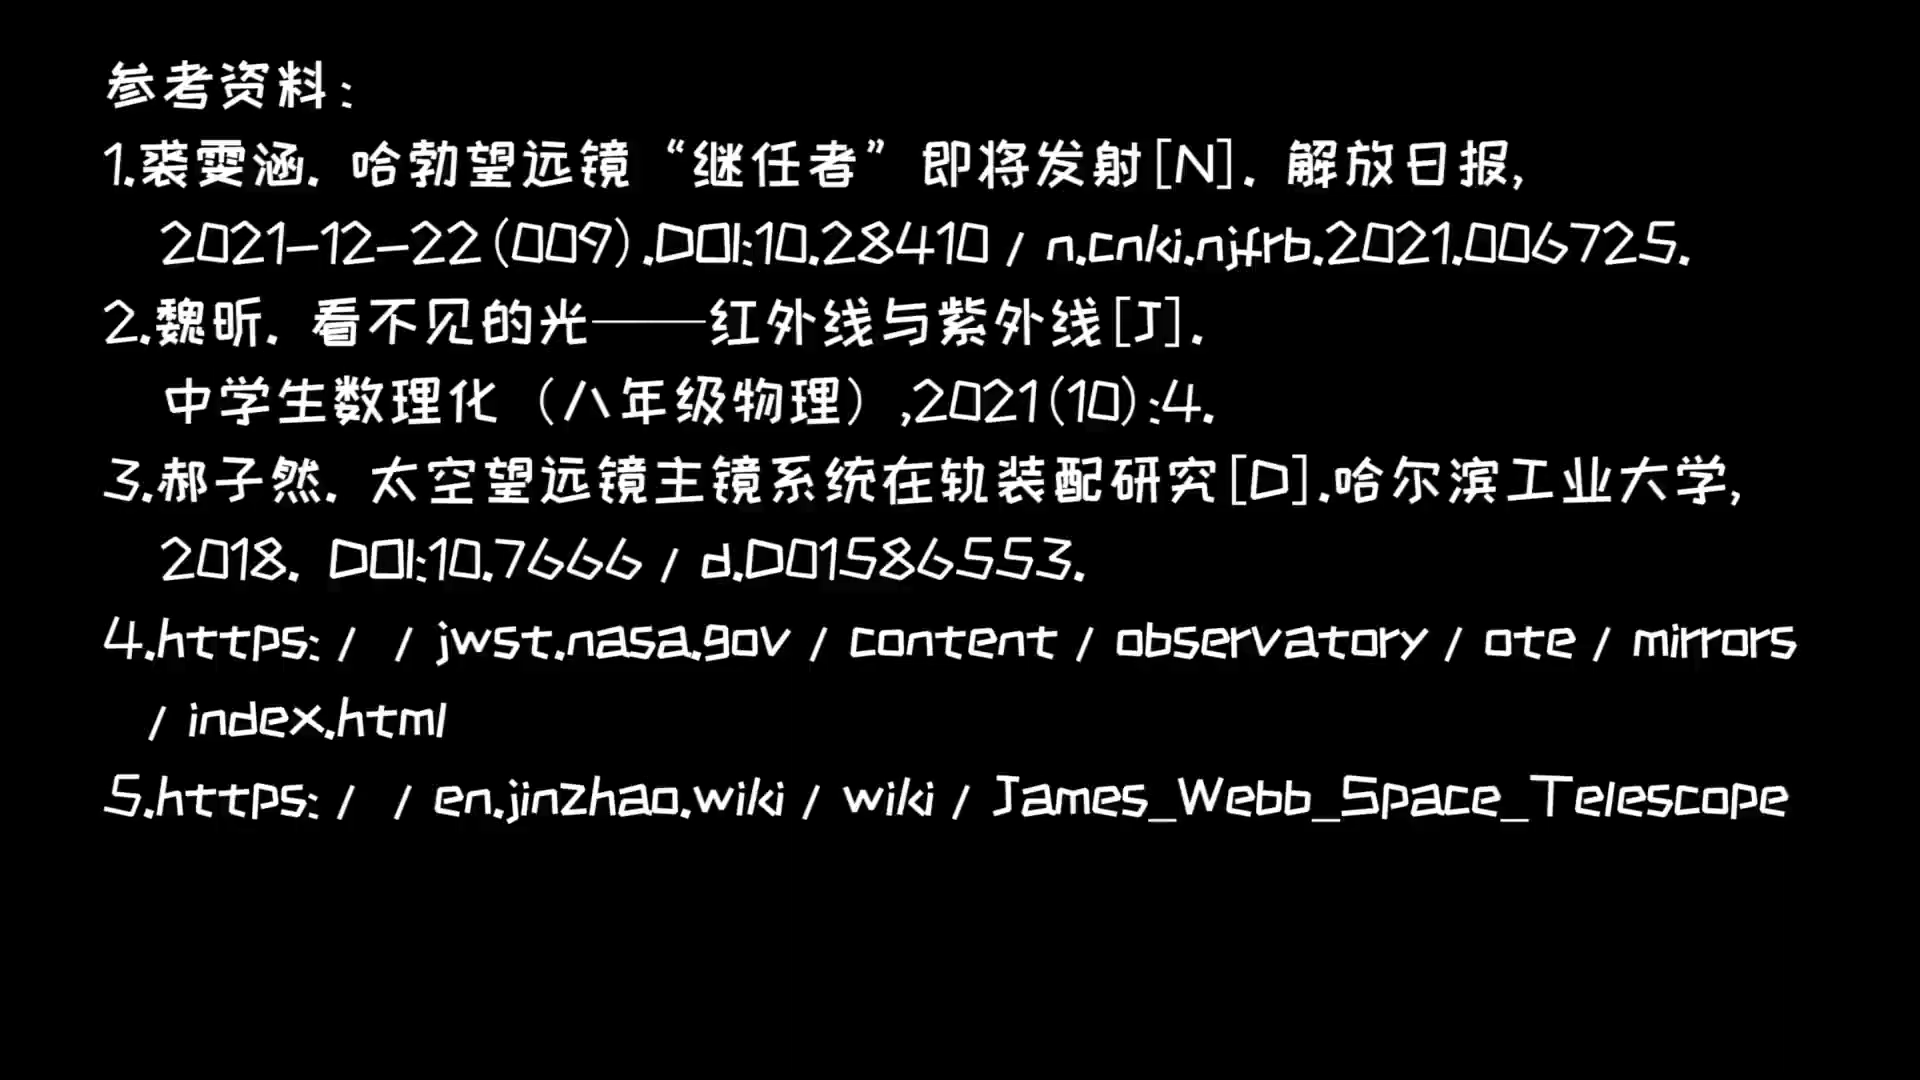 参考资料:
1.裘雯涵. 哈勃望远镜“继任者”即将发射[N]. 解放日报,
2021-12-22(009).DOI:10.28410 / n.cnki.njfrb.2021.006725.
2.魏昕. 看不见的光——红外线与紫外线[J].
中学生数理化（八年级物理）,2021(10):4.
3.郝子然. 太空望远镜主镜系统在轨装配研究[D].哈尔滨工业大学,
2018. DOI:10.7666 / d.D01586553.
4.https: / / jwst.nasa.gov / content / observatory / ote / mirrors
/ index.html
5.https: / / en.jinzhao.wiki / wiki / James_Webb_Space_Telescope